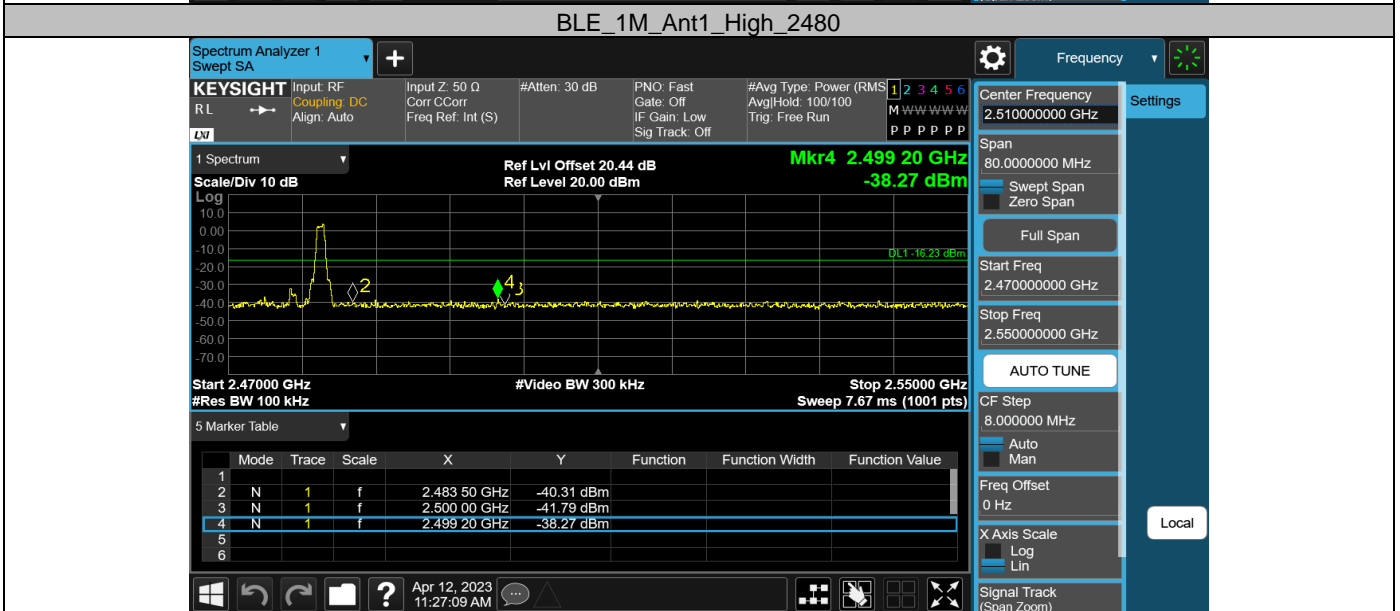 BLE_1M_Ant1_High_2480
Spectrum Analyzer 1
Swept SA
Frequency
KEYSIGHT
RL
LXI
Input: RF
Coupling: DC
Align: Auto
Input Z: 50 Ω
Corr CCorr
Freq Ref: Int (S)
#Atten: 30 dB
PNO: Fast
Gate: Off
IF Gain: Low
Sig Track: Off
#Avg Type: Power (RMS
Avg|Hold: 100/100
Trig: Free Run
1 2 3 4 5 6
M W W W W W
P P P P P P
1 Spectrum
Scale/Div 10 dB
Ref Lvl Offset 20.44 dB
Ref Level 20.00 dBm
Mkr4 2.499 20 GHz
-38.27 dBm
Log
10.0
0.00
-10.0
-20.0
-30.0
-40.0
-50.0
-60.0
-70.0
DL1 -16.23 dBm
2
4
3
Start 2.47000 GHz
#Res BW 100 kHz
#Video BW 300 kHz
Stop 2.55000 GHz
Sweep 7.67 ms (1001 pts)
5 Marker Table
Mode Trace Scale X Y Function Function Width Function Value
1
2 N 1 f 2.483 50 GHz -40.31 dBm
3 N 1 f 2.500 00 GHz -41.79 dBm
4 N 1 f 2.499 20 GHz -38.27 dBm
5
6
?
Apr 12, 2023
11:27:09 AM
Center Frequency
2.510000000 GHz
Settings
Span
80.0000000 MHz
Swept Span
Zero Span
Full Span
Start Freq
2.470000000 GHz
Stop Freq
2.550000000 GHz
AUTO TUNE
CF Step
8.000000 MHz
Auto
Man
Freq Offset
0 Hz
Local
X Axis Scale
Log
Lin
Signal Track
(Span Zoom)